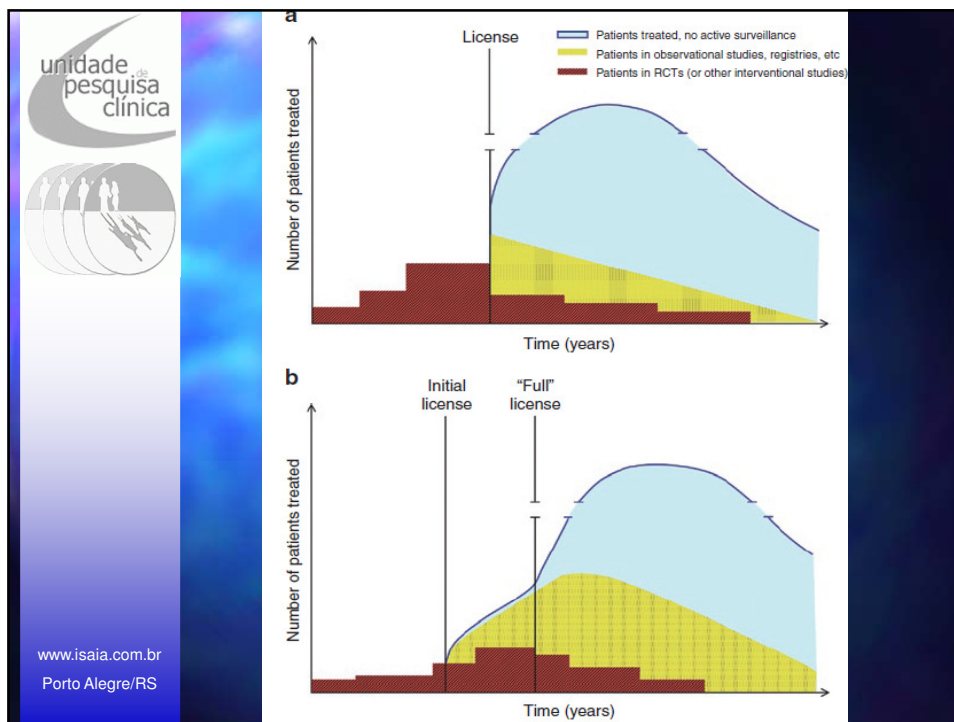 unidade
de
pesquisa
clínica
www.isaia.com.br
Porto Alegre/RS
a
License
Patients treated, no active surveillance
Patients in observational studies, registries, etc
Patients in RCTs (or other interventional studies)
Number of patients treated
Time (years)
b
Initial
license
"Full"
license
Number of patients treated
Time (years)